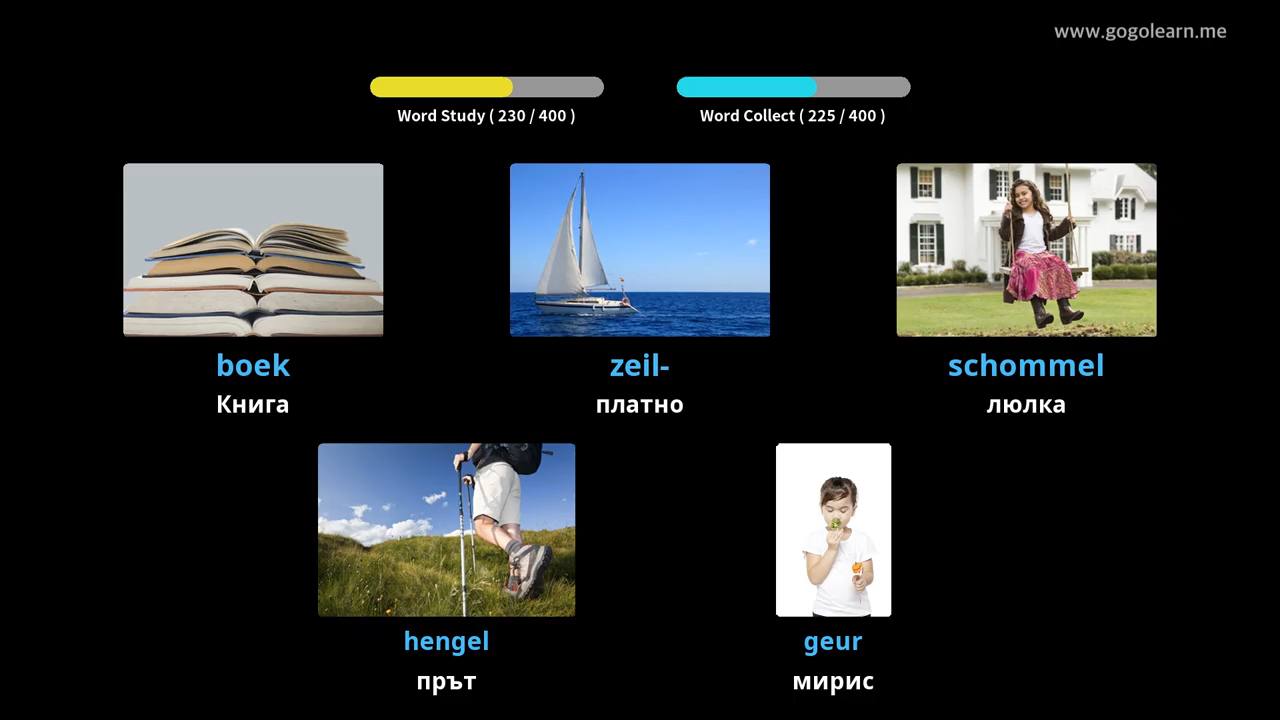 www.gogolearn.me
Word Study ( 230 / 400 )
Word Collect ( 225 / 400 )
boek
Книга
zeil-
платно
schommel
люлка
hengel
прът
geur
мирис